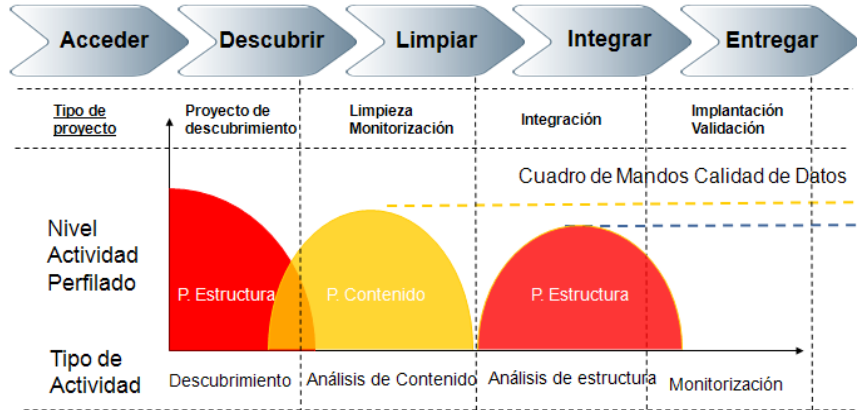 Acceder
Descubrir
Limpiar
Integrar
Entregar
Tipo de
proyecto
Proyecto de
descubrimiento
Limpieza
Monitorización
Integración
Implantación
Validación
Cuadro de Mandos Calidad de Datos
Nivel
Actividad
Perfilado
P. Estructura
P. Contenido
P. Estructura
Tipo de
Actividad
Descubrimiento
Análisis de Contenido
Análisis de estructura
Monitorización